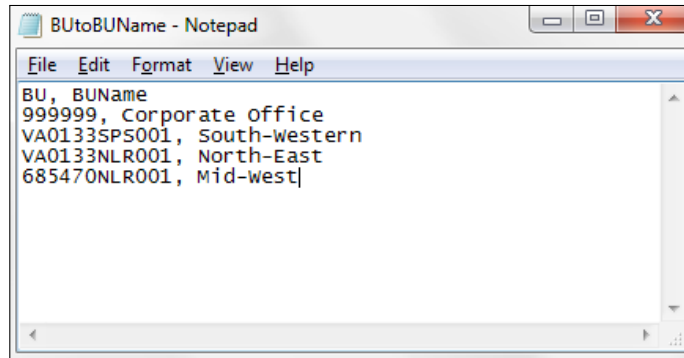 BUtoBUName - Notepad
File Edit Format View Help
BU, BUName
999999, Corporate Office
VA0133SPS001, South-Western
VA0133NLR001, North-East
685470NLR001, Mid-West